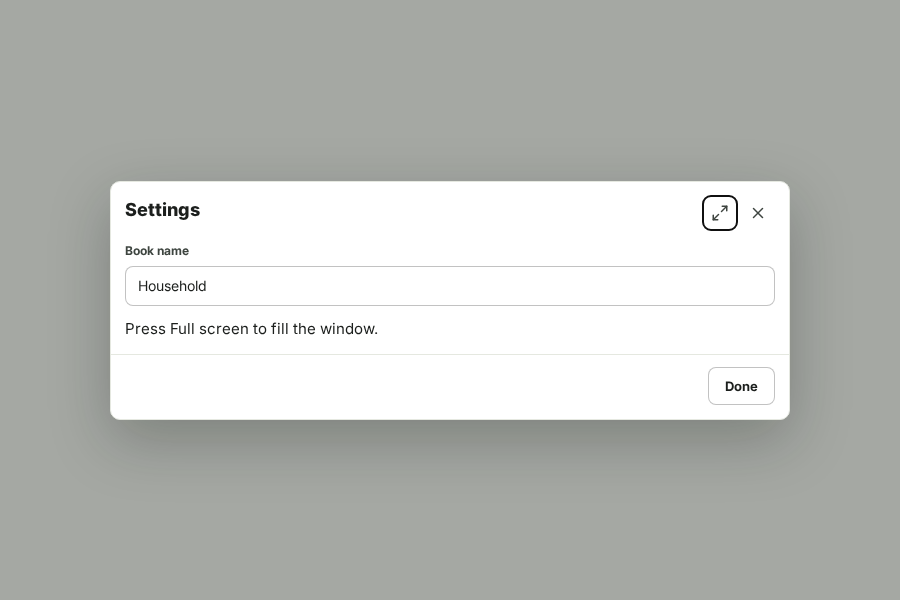 Settings
Book name
Household
Press Full screen to fill the window.
Done